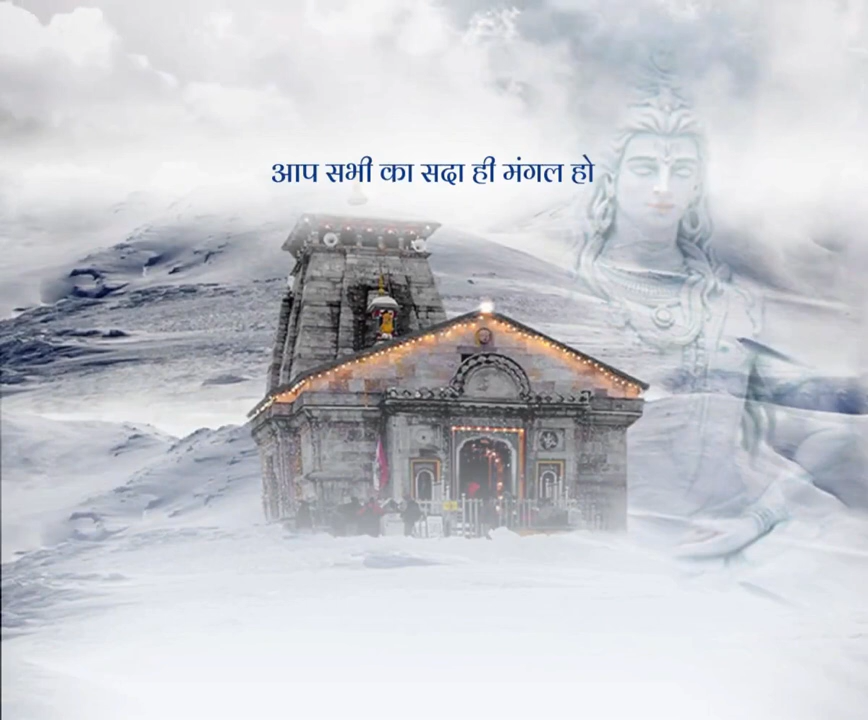 आप सभी का सदा ही मंगल हो